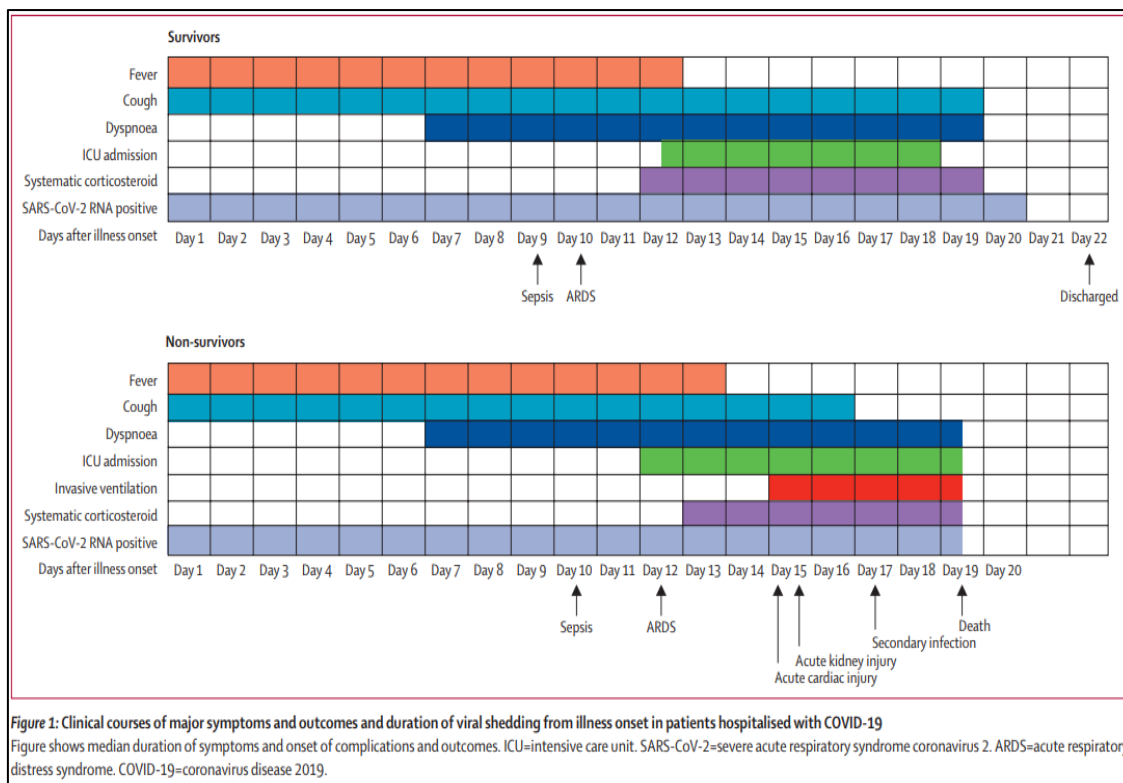 Survivors
Fever
Cough
Dyspnoea
ICU admission
Systematic corticosteroid
SARS-CoV-2 RNA positive
Days after illness onset Day 1 Day 2 Day 3 Day 4 Day 5 Day 6 Day 7 Day 8 Day 9 Day 10 Day 11 Day 12 Day 13 Day 14 Day 15 Day 16 Day 17 Day 18 Day 19 Day 20 Day 21 Day 22
Sepsis ARDS Discharged
Non-survivors
Fever
Cough
Dyspnoea
ICU admission
Invasive ventilation
Systematic corticosteroid
SARS-CoV-2 RNA positive
Days after illness onset Day 1 Day 2 Day 3 Day 4 Day 5 Day 6 Day 7 Day 8 Day 9 Day 10 Day 11 Day 12 Day 13 Day 14 Day 15 Day 16 Day 17 Day 18 Day 19 Day 20
Sepsis ARDS Death
Secondary infection
Acute kidney injury
Acute cardiac injury
Figure 1: Clinical courses of major symptoms and outcomes and duration of viral shedding from illness onset in patients hospitalised with COVID-19
Figure shows median duration of symptoms and onset of complications and outcomes. ICU=intensive care unit. SARS-CoV-2=severe acute respiratory syndrome coronavirus 2. ARDS=acute respiratory
distress syndrome. COVID-19=coronavirus disease 2019.